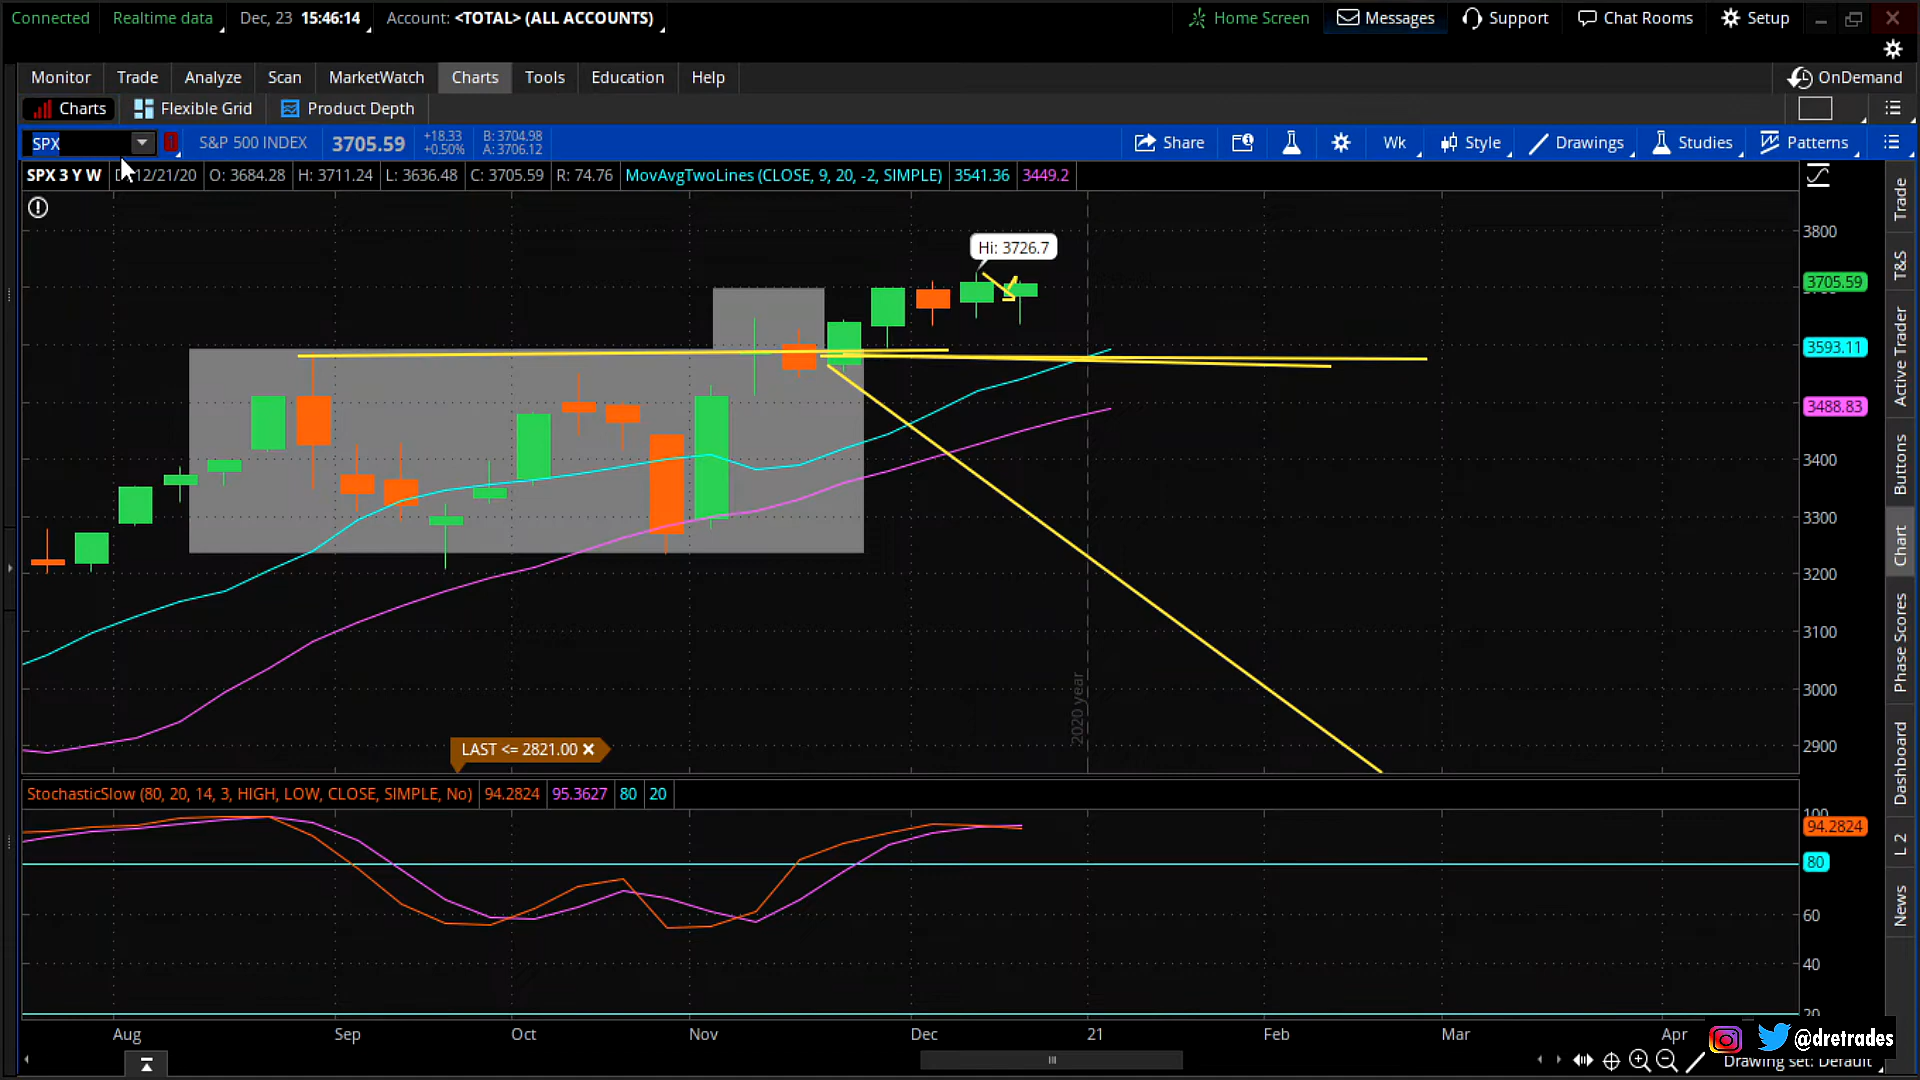 Connected Realtime data Dec, 23 15:46:14 Account: <TOTAL> (ALL ACCOUNTS) Home Screen Messages Support Chat Rooms Setup
Monitor Trade Analyze Scan MarketWatch Charts Tools Education Help OnDemand
Charts Flexible Grid Product Depth
SPX S&P 500 INDEX 3705.59 +18.33 +0.50% B: 3704.98 A: 3706.12 Share Wk Style Drawings Studies Patterns
SPX 3 Y W D 12/21/20 O: 3684.28 H: 3711.24 L: 3636.48 C: 3705.59 R: 74.76 MovAvgTwoLines (CLOSE, 9, 20, -2, SIMPLE) 3541.36 3449.2
Hi: 3726.7
3800
3705.59
3593.11
3488.83
3400
3300
3200
3100
3000
2900
2020 year
LAST <= 2821.00
StochasticSlow (80, 20, 14, 3, HIGH, LOW, CLOSE, SIMPLE, No) 94.2824 95.3627 80 20
100
94.2824
80
60
40
20
Aug Sep Oct Nov Dec 21 Feb Mar Apr
@dretrades
Drawing set: Default
Trade
T&S
Active Trader
Buttons
Chart
Phase Scores
Dashboard
L 2
News